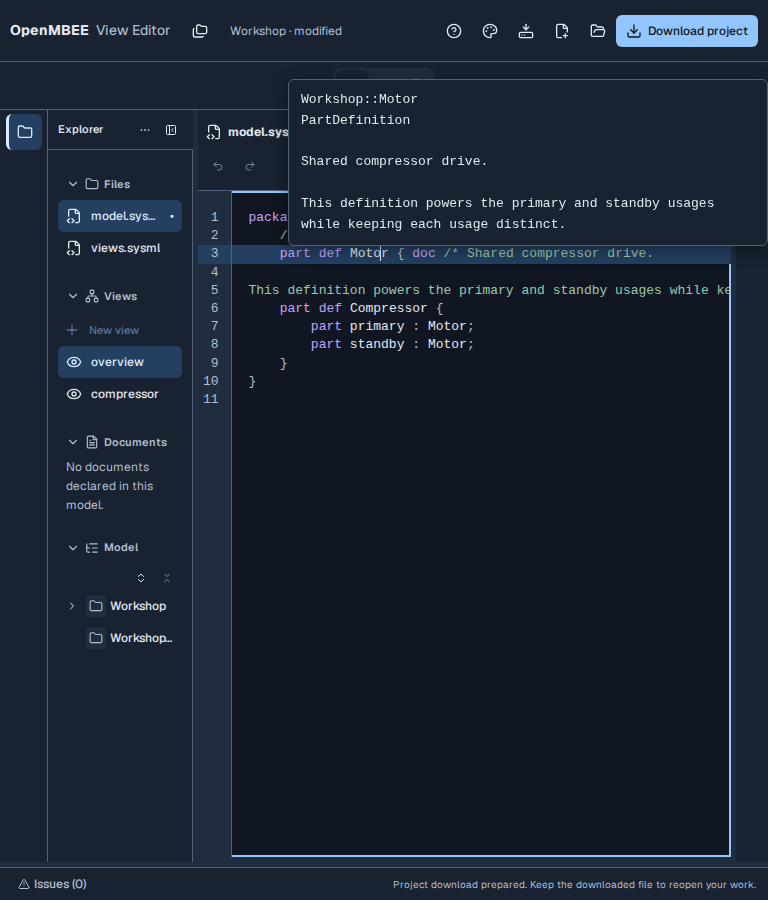 OpenMBEE View Editor
Workshop · modified
Download project
Explorer
Files
model.sys...
views.sysml
Views
New view
overview
compressor
Documents
No documents
declared in this
model.
Model
Workshop
Workshop...
model.sys
Workshop::Motor
PartDefinition
Shared compressor drive.
This definition powers the primary and standby usages
while keeping each usage distinct.
1 packa
2 /
3 part def Motor { doc /* Shared compressor drive.
4
5 This definition powers the primary and standby usages while ke
6 part def Compressor {
7 part primary : Motor;
8 part standby : Motor;
9 }
10 }
11
Issues (0)
Project download prepared. Keep the downloaded file to reopen your work.